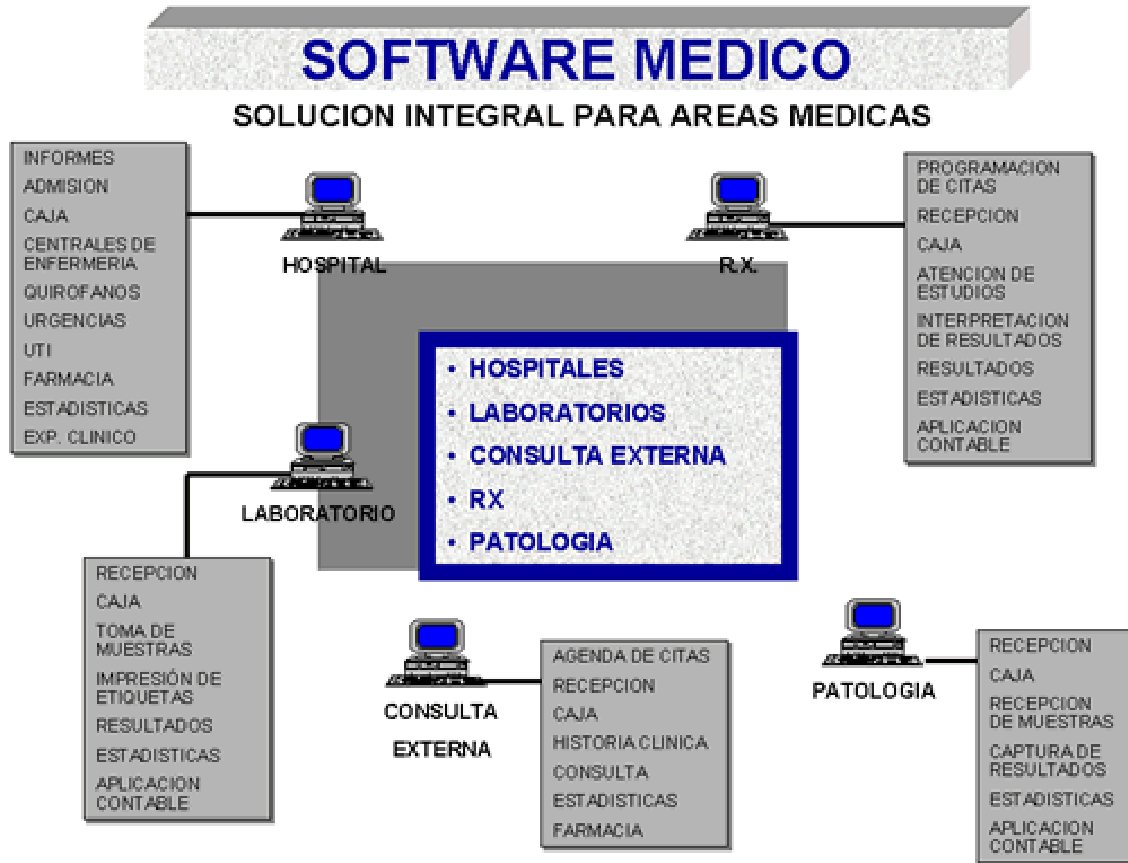 SOFTWARE MEDICO
SOLUCION INTEGRAL PARA AREAS MEDICAS
INFORMES
ADMISION
CAJA
CENTRALES DE
ENFERMERIA
QUIROFANOS
URGENCIAS
UTI
FARMACIA
ESTADISTICAS
EXP. CLINICO
HOSPITAL
R.X.
PROGRAMACION
DE CITAS
RECEPCION
CAJA
ATENCION DE
ESTUDIOS
INTERPRETACION
DE RESULTADOS
RESULTADOS
ESTADISTICAS
APLICACION
CONTABLE
• HOSPITALES
• LABORATORIOS
• CONSULTA EXTERNA
• RX
• PATOLOGIA
LABORATORIO
RECEPCION
CAJA
TOMA DE
MUESTRAS
IMPRESIÓN DE
ETIQUETAS
RESULTADOS
ESTADISTICAS
APLICACION
CONTABLE
CONSULTA
EXTERNA
AGENDA DE CITAS
RECEPCION
CAJA
HISTORIA CLINICA
CONSULTA
ESTADISTICAS
FARMACIA
PATOLOGIA
RECEPCION
CAJA
RECEPCION
DE MUESTRAS
CAPTURA DE
RESULTADOS
ESTADISTICAS
APLICACION
CONTABLE